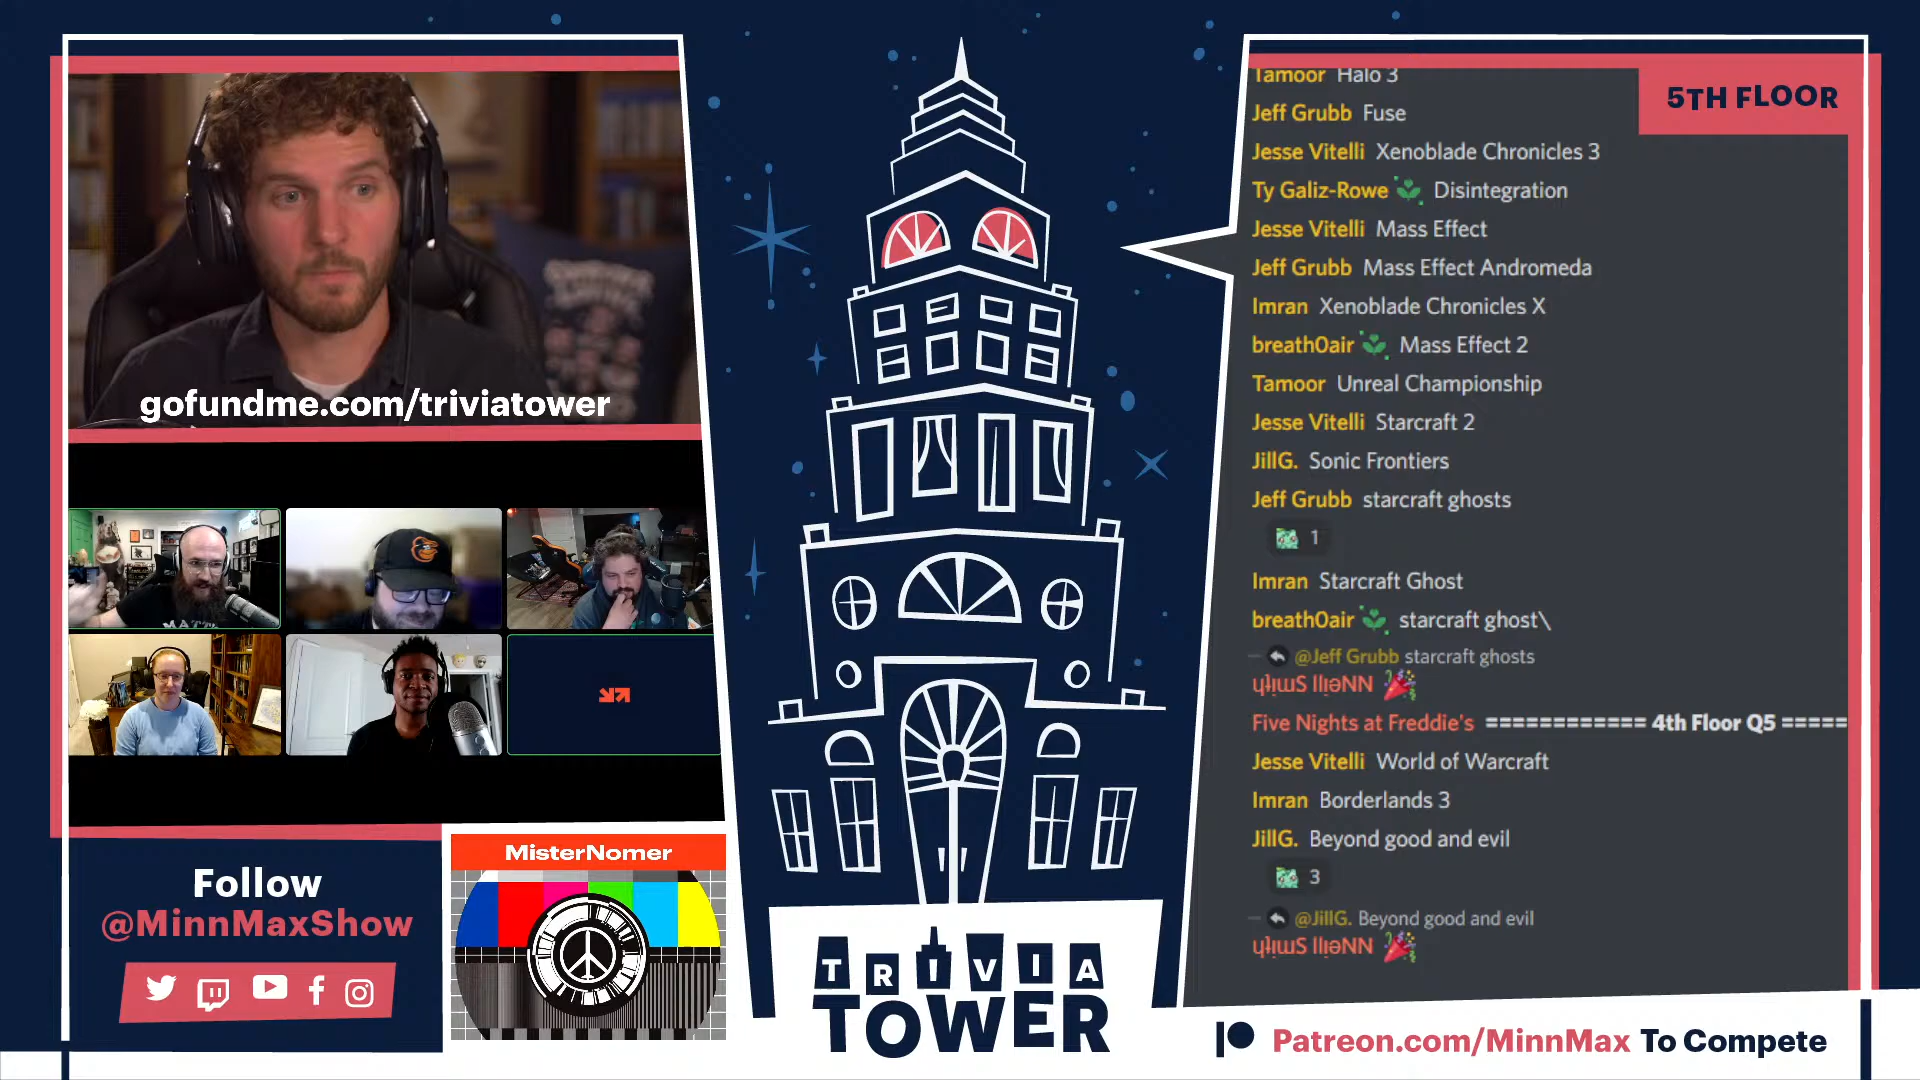 gofundme.com/triviatower
Follow
@MinnMaxShow
MisterNomer
TRIVIA
TOWER
5TH FLOOR
Tamoor Halo 3
Jeff Grubb Fuse
Jesse Vitelli Xenoblade Chronicles 3
Ty Galiz-Rowe Disintegration
Jesse Vitelli Mass Effect
Jeff Grubb Mass Effect Andromeda
Imran Xenoblade Chronicles X
breath0air Mass Effect 2
Tamoor Unreal Championship
Jesse Vitelli Starcraft 2
JillG. Sonic Frontiers
Jeff Grubb starcraft ghosts
1
Imran Starcraft Ghost
breath0air starcraft ghost\
@Jeff Grubb starcraft ghosts
ɥʇıɯS llıǝNN
Five Nights at Freddie's ============ 4th Floor Q5 =====
Jesse Vitelli World of Warcraft
Imran Borderlands 3
JillG. Beyond good and evil
3
@JillG. Beyond good and evil
ɥʇıɯS llıǝNN
Patreon.com/MinnMax To Compete